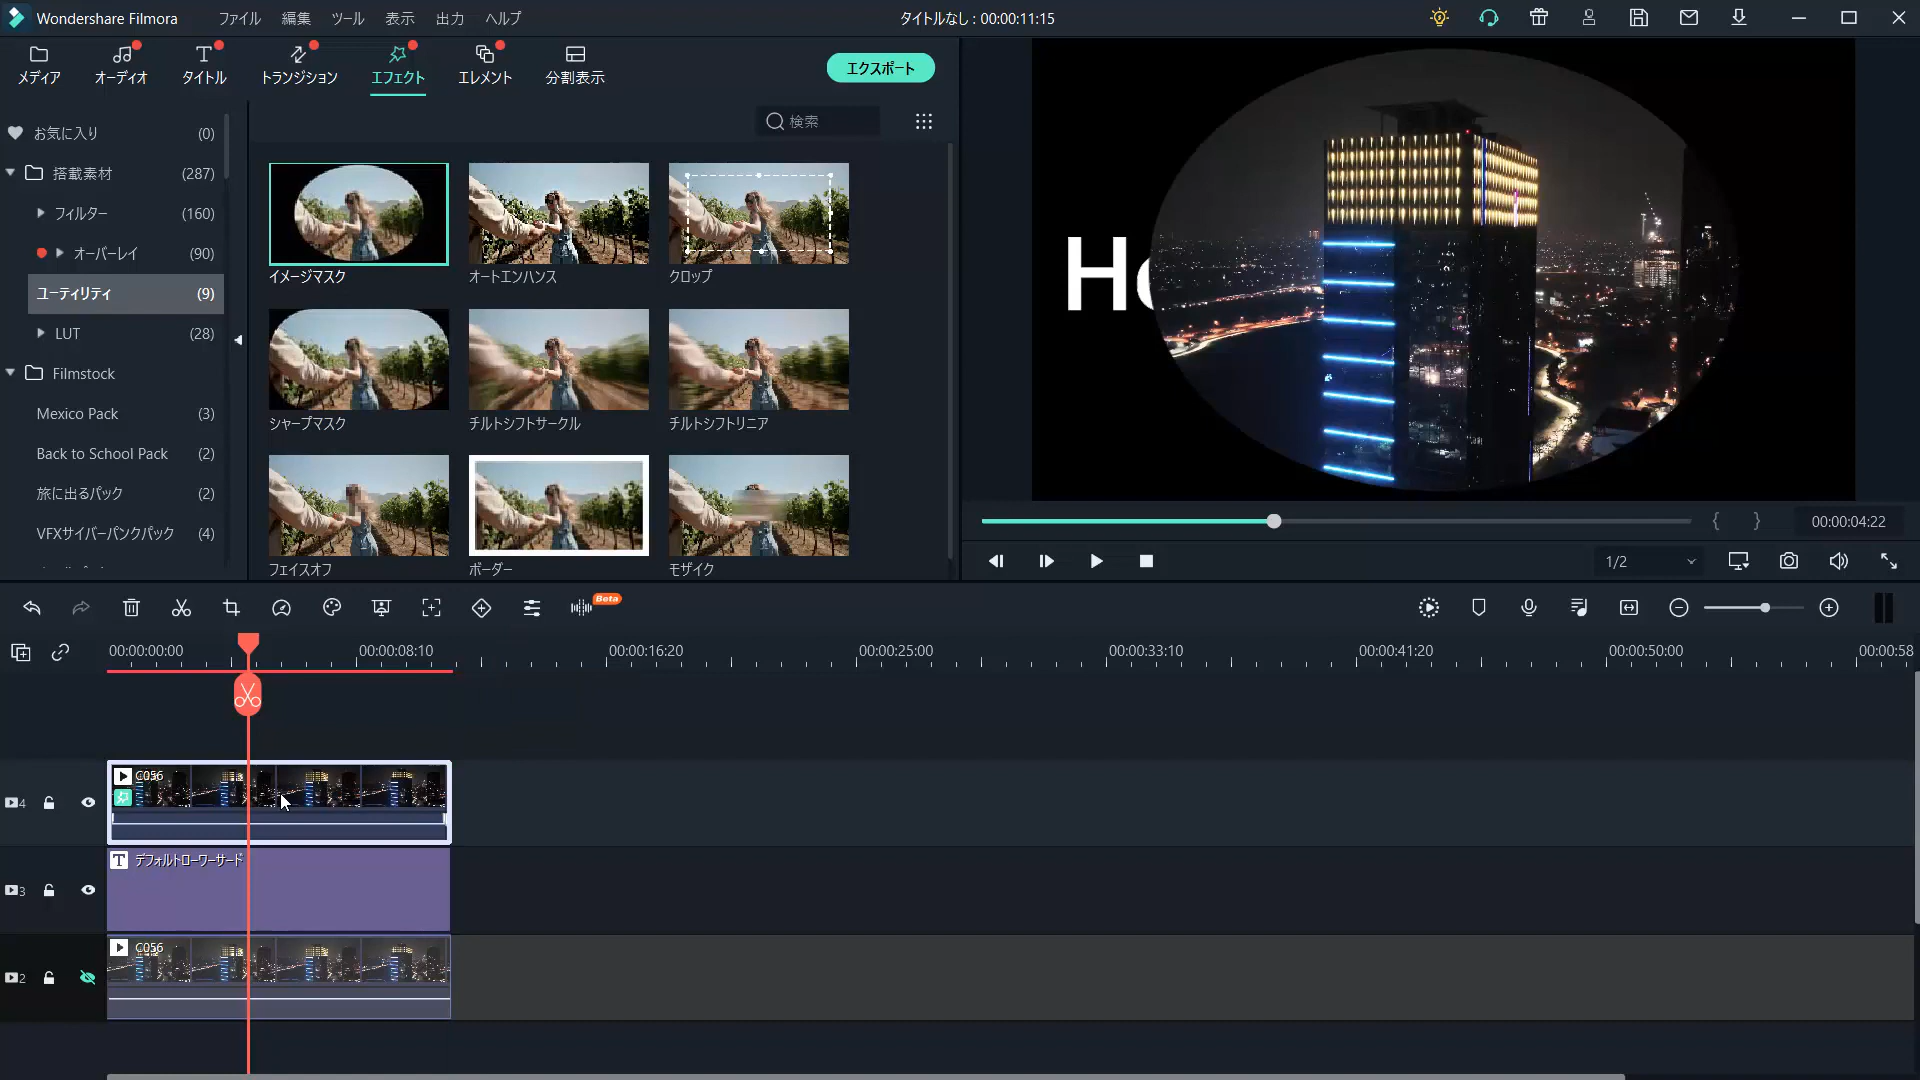 Wondershare Filmora
ファイル 編集 ツール 表示 出力 ヘルプ
タイトルなし : 00:00:11:15
メディア オーディオ タイトル トランジション エフェクト エレメント 分割表示
エクスポート
お気に入り (0)
搭載素材 (287)
フィルター (160)
オーバーレイ (90)
ユーティリティ (9)
LUT (28)
Filmstock
Mexico Pack (3)
Back to School Pack (2)
旅に出るパック (2)
VFXサイバーパンクパック (4)
検索
イメージマスク オートエンハンス クロップ
シャープマスク チルトシフトサークル チルトシフトリニア
フェイスオフ ボーダー モザイク
H
00:00:04:22
1/2
Beta
00:00:00:00 00:00:08:10 00:00:16:20 00:00:25:00 00:00:33:10 00:00:41:20 00:00:50:00 00:00:58
C056
4
デフォルトローワーサード
3
C056
2